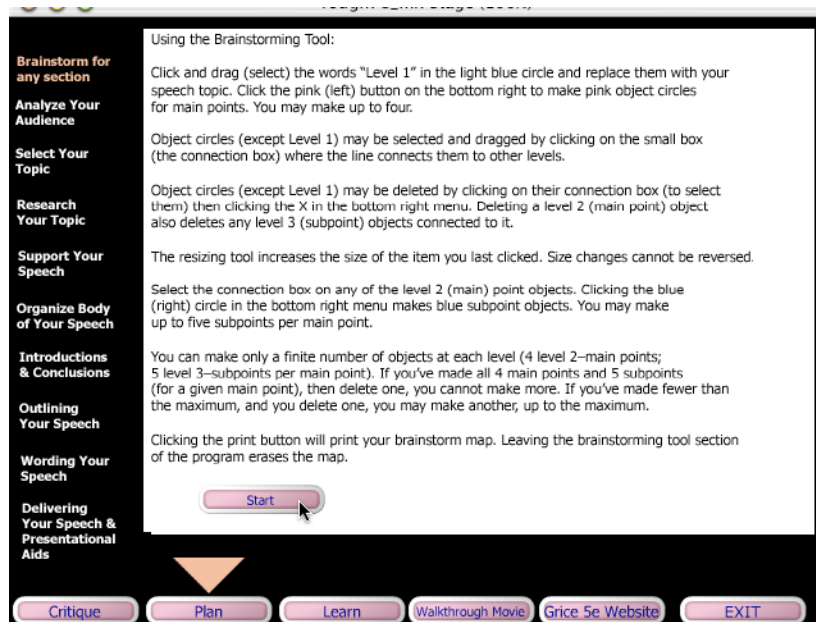 Using the Brainstorming Tool:
Brainstorm for
any section
Analyze Your
Audience
Select Your
Topic
Research
Your Topic
Support Your
Speech
Organize Body
of Your Speech
Introductions
& Conclusions
Outlining
Your Speech
Wording Your
Speech
Delivering
Your Speech &
Presentational
Aids
Click and drag (select) the words “Level 1” in the light blue circle and replace them with your
speech topic. Click the pink (left) button on the bottom right to make pink object circles
for main points. You may make up to four.
Object circles (except Level 1) may be selected and dragged by clicking on the small box
(the connection box) where the line connects them to other levels.
Object circles (except Level 1) may be deleted by clicking on their connection box (to select
them) then clicking the X in the bottom right menu. Deleting a level 2 (main point) object
also deletes any level 3 (subpoint) objects connected to it.
The resizing tool increases the size of the item you last clicked. Size changes cannot be reversed.
Select the connection box on any of the level 2 (main) point objects. Clicking the blue
(right) circle in the bottom right menu makes blue subpoint objects. You may make
up to five subpoints per main point.
You can make only a finite number of objects at each level (4 level 2–main points;
5 level 3–subpoints per main point). If you’ve made all 4 main points and 5 subpoints
(for a given main point), then delete one, you cannot make more. If you’ve made fewer than
the maximum, and you delete one, you may make another, up to the maximum.
Clicking the print button will print your brainstorm map. Leaving the brainstorming tool section
of the program erases the map.
Start
Critique
Plan
Learn
Walkthrough Movie
Grice 5e Website
EXIT